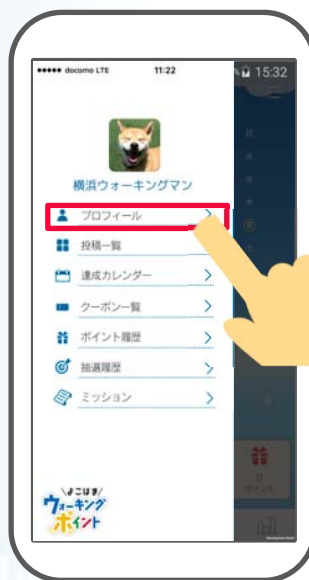 docomo LTE 11:22
15:32
横浜ウォーキングマン
プロフィール
投稿一覧
達成カレンダー
クーポン一覧
ポイント履歴
抽選履歴
ミッション
よこはま
ウォーキング
ポイント
0
ポイント